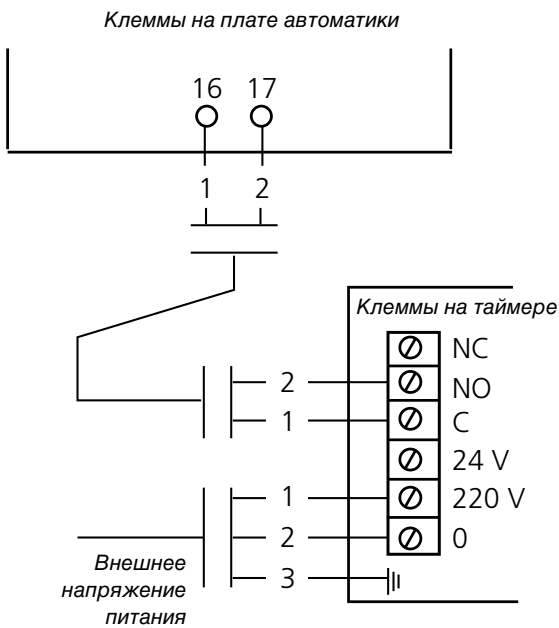 Клеммы на плате автоматики
16 17
1 2
Клеммы на таймере
NC
2 NO
1 C
24 V
1 220 V
2 0
3
Внешнее
напряжение
питания